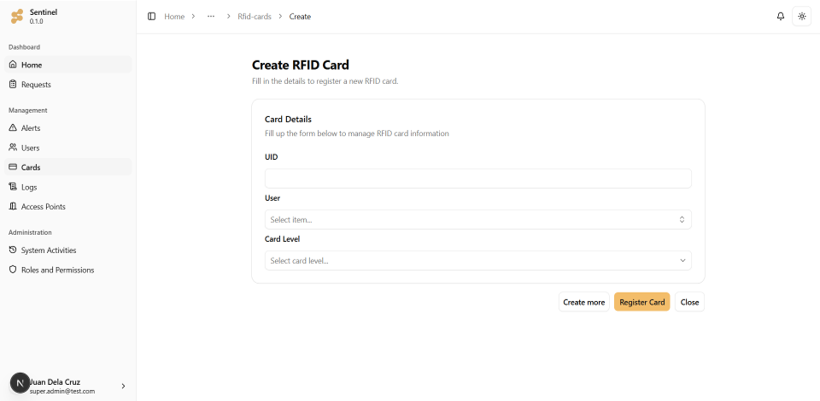 Sentinel
0.1.0
Dashboard
Home
Requests
Management
Alerts
Users
Cards
Logs
Access Points
Administration
System Activities
Roles and Permissions
N
Juan Dela Cruz
super.admin@test.com
Home > ··· > Rfid-cards > Create
Create RFID Card
Fill in the details to register a new RFID card.
Card Details
Fill up the form below to manage RFID card information
UID
User
Select item...
Card Level
Select card level...
Create more Register Card Close